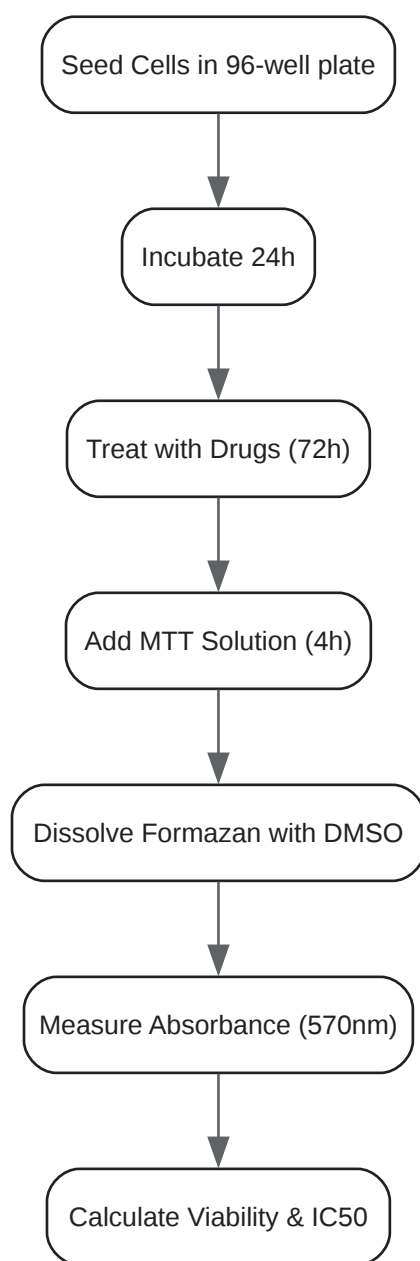 Seed Cells in 96-well plate
Incubate 24h
Treat with Drugs (72h)
Add MTT Solution (4h)
Dissolve Formazan with DMSO
Measure Absorbance (570nm)
Calculate Viability & IC50